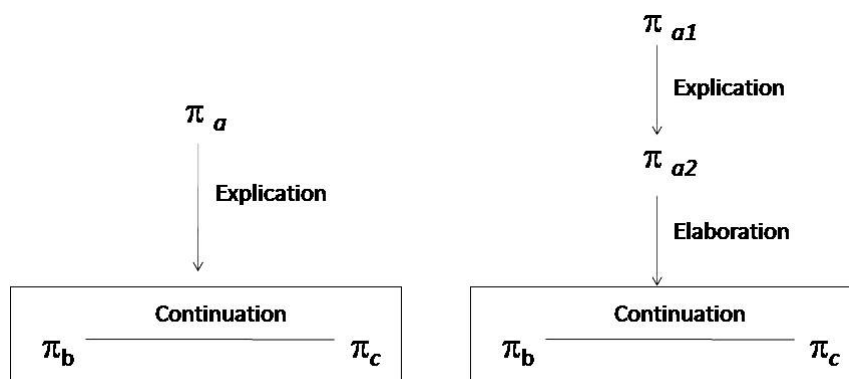 π a
Explication
Continuation
πb πc
π a1
Explication
π a2
Elaboration
Continuation
πb πc